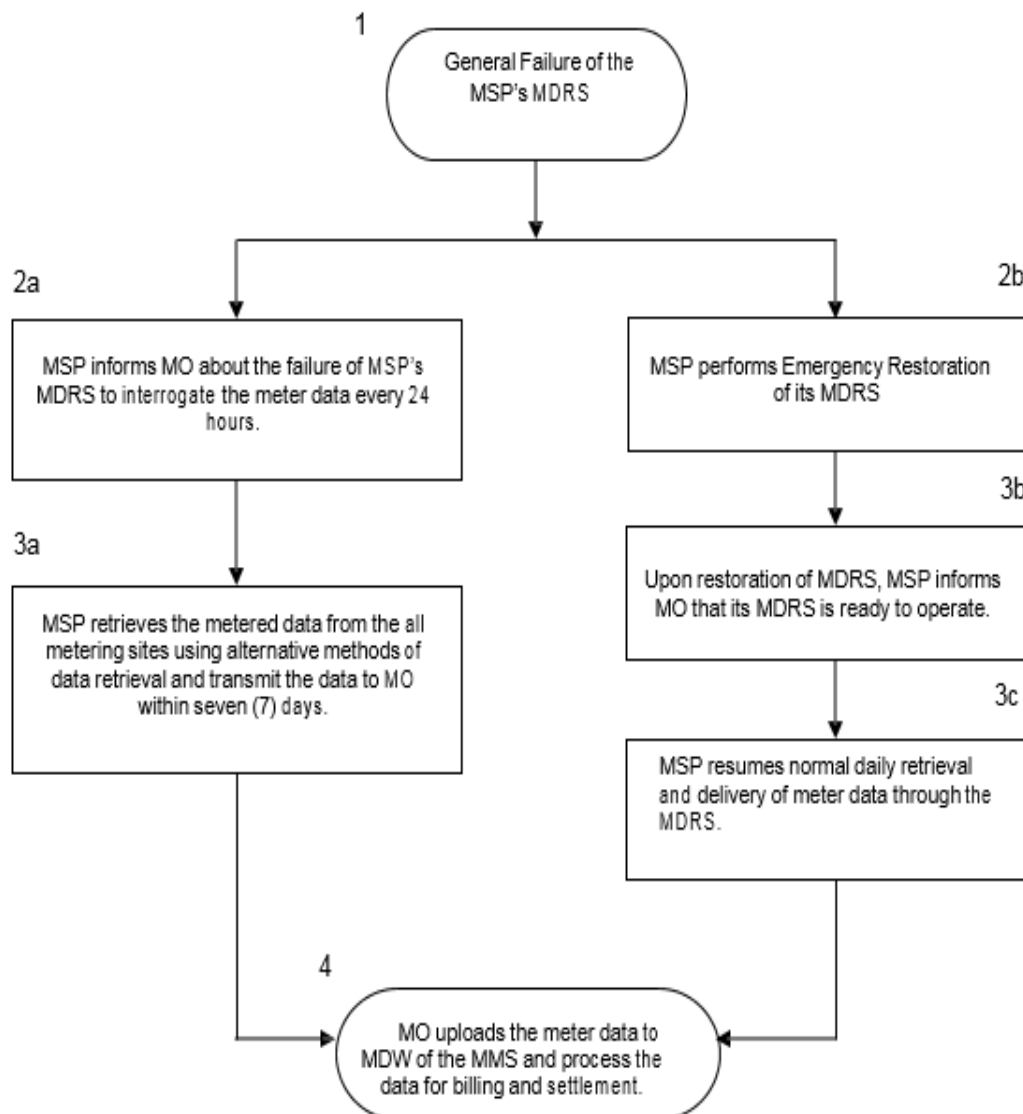 1
General Failure of the
MSP's MDRS
2a
2b
MSP informs MO about the failure of MSP's
MDRS to interrogate the meter data every 24
hours.
MSP performs Emergency Restoration
of its MDRS
3a
3b
MSP retrieves the metered data from the all
metering sites using alternative methods of
data retrieval and transmit the data to MO
within seven (7) days.
Upon restoration of MDRS, MSP informs
MO that its MDRS is ready to operate.
3c
MSP resumes normal daily retrieval
and delivery of meter data through the
MDRS.
4
MO uploads the meter data to
MDW of the MMS and process the
data for billing and settlement.